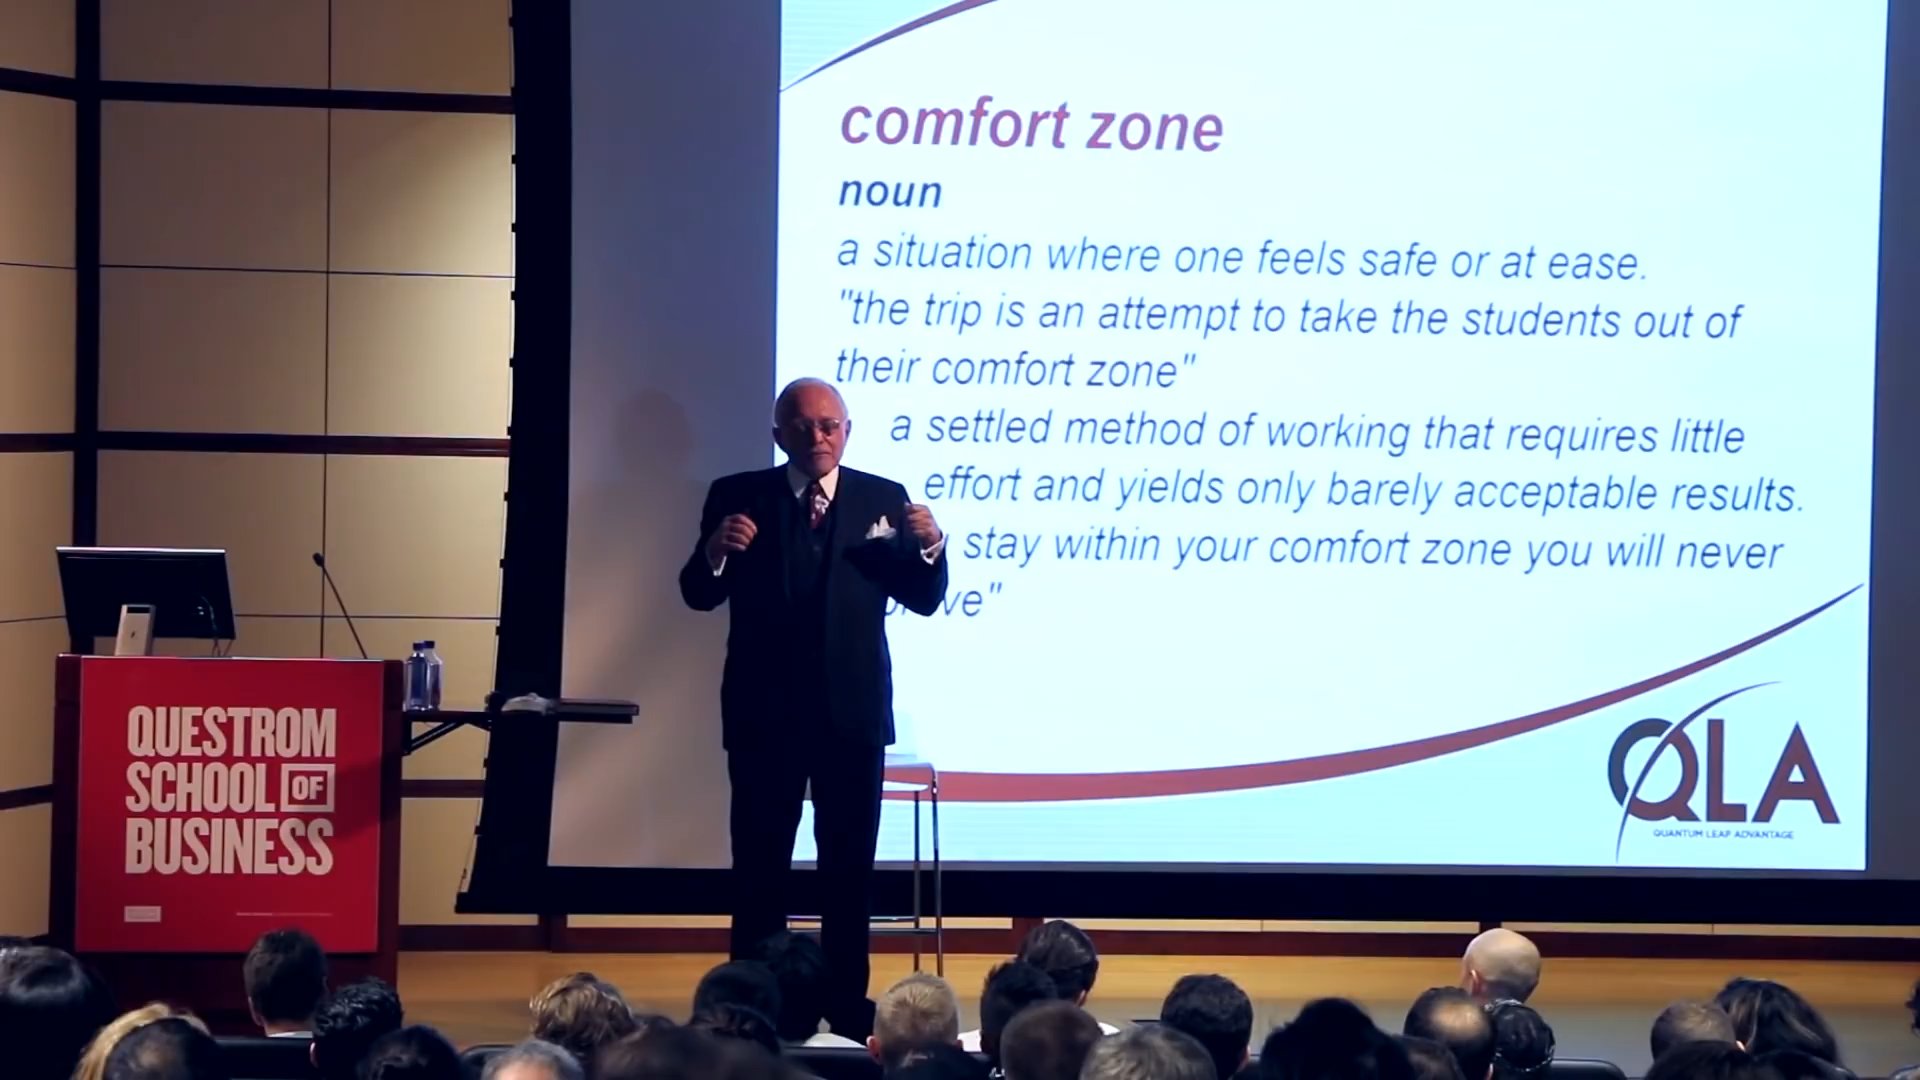 comfort zone
noun
a situation where one feels safe or at ease.
"the trip is an attempt to take the students out of
their comfort zone"
a settled method of working that requires little
effort and yields only barely acceptable results.
stay within your comfort zone you will never
QLA
QUANTUM LEAP ADVANTAGE
QUESTROM
SCHOOL OF
BUSINESS